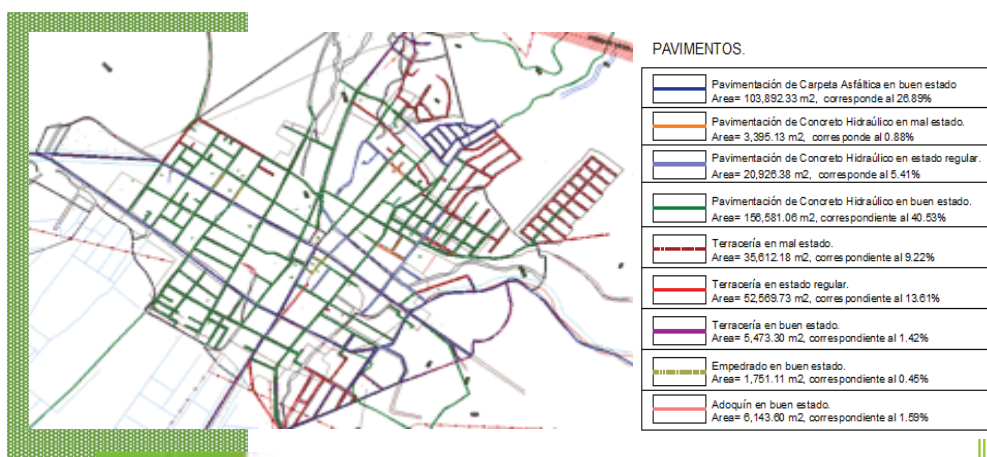 PAVIMENTOS.
Pavimentación de Carpeta Asfáltica en buen estado
Area= 103,892.33 m2, corresponde al 26.89%
Pavimentación de Concreto Hidraúlico en mal estado.
Area= 3,395.13 m2, corresponde al 0.88%
Pavimentación de Concreto Hidraúlico en estado regular.
Area= 20,926.38 m2, corresponde al 5.41%
Pavimentación de Concreto Hidraúlico en buen estado.
Area= 156,581.06 m2, correspondiente al 40.53%
Terracería en mal estado.
Area= 35,612.18 m2, correspondiente al 9.22%
Terracería en estado regular.
Area= 52,569.73 m2, correspondiente al 13.61%
Terracería en buen estado.
Area= 5,473.30 m2, correspondiente al 1.42%
Empedrado en buen estado.
Area= 1,751.11 m2, correspondiente al 0.45%
Adoquín en buen estado.
Area= 6,143.60 m2, correspondiente al 1.59%